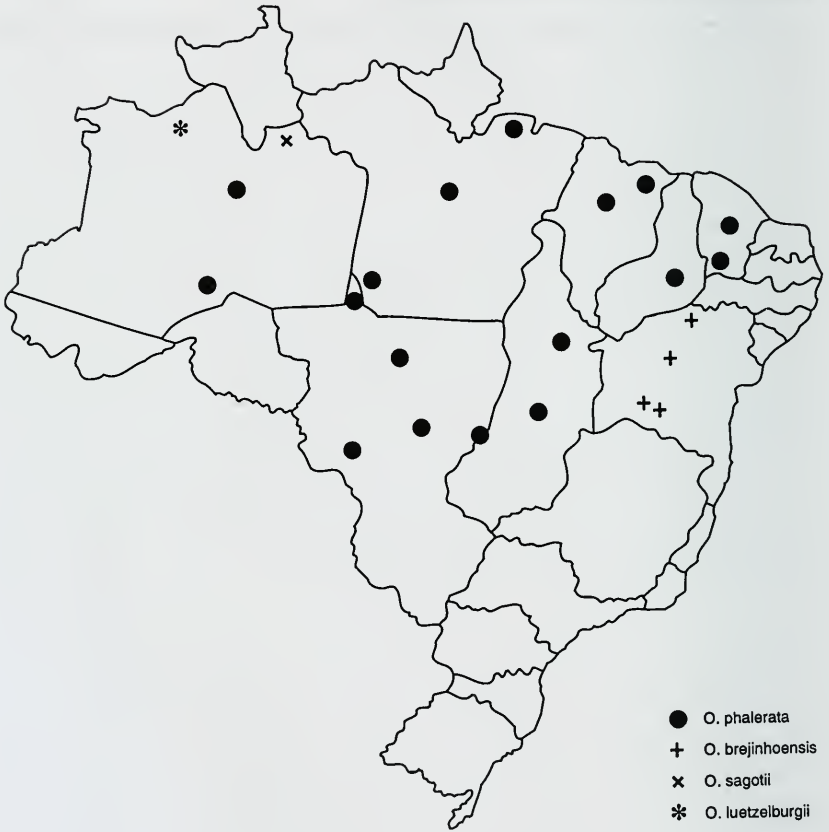 O. phalerata
O. brejinhoensis
O. sagotii
O. luetzelburgii